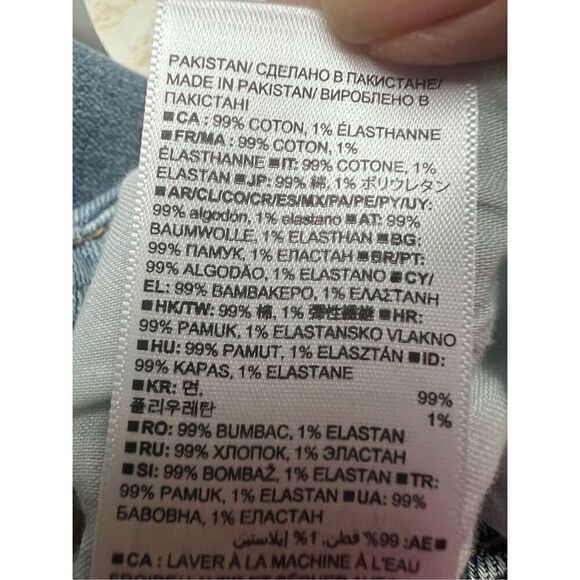 PAKISTAN/ СДЕЛАНО В ПАКИСТАНЕ/
MADE IN PAKISTAN/ ВИРОБЛЕНО В
ПАКІСТАНІ
■CA : 99% COTON, 1% ÉLASTHANNE
■FR/MA : 99% COTON, 1%
ÉLASTHANNE ■IT: 99% COTONE, 1%
ELASTAN ■JP: 99% 綿, 1% ポリウレタン
■AR/CL/CO/CR/ES/MX/PA/PE/PY/UY:
99% algodón, 1% elastano ■AT: 99%
BAUMWOLLE, 1% ELASTHAN ■BG:
99% ПАМУК, 1% ЕЛАСТАН ■BR/PT:
99% ALGODÃO, 1% ELASTANO ■CY/
EL: 99% ΒΑΜΒΑΚΕΡΟ, 1% ΕΛΑΣΤΑΝΗ
■HK/TW: 99% 棉, 1% 彈性纖維 ■HR:
99% PAMUK, 1% ELASTANSKO VLAKNO
■HU: 99% PAMUT, 1% ELASZTÁN ■ID:
99% KAPAS, 1% ELASTANE
■KR: 면, 99%
폴리우레탄 1%
■RO: 99% BUMBAC, 1% ELASTAN
■RU: 99% ХЛОПОК, 1% ЭЛАСТАН
■SI: 99% BOMBAŽ, 1% ELASTAN ■TR:
99% PAMUK, 1% ELASTAN ■UA: 99%
БАВОВНА, 1% ЕЛАСТАН
■AE: 99% قطن, 1% إيلاستين
■CA : LAVER À LA MACHINE À L'EAU